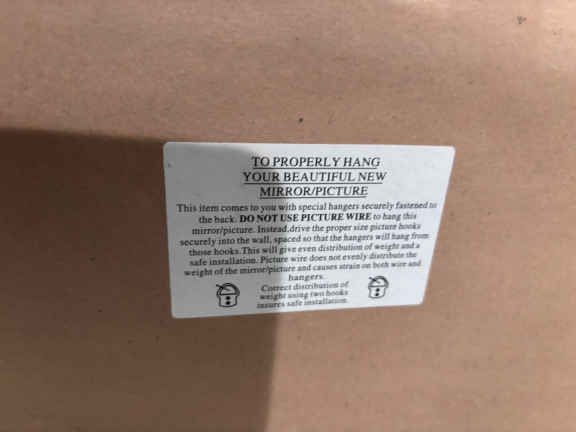 TO PROPERLY HANG
YOUR BEAUTIFUL NEW
MIRROR/PICTURE
This item comes to you with special hangers securely fastened to
the back. DO NOT USE PICTURE WIRE to hang this
mirror/picture. Instead,drive the proper size picture hooks
securely into the wall, spaced so that the hangers will hang from
those hooks.This will give even distribution of weight and a
safe installation. Picture wire does not evenly distribute the
weight of the mirror/picture and causes strain on both wire and
hangers.
Correct distribution of
weight using two hooks
insures safe installation.